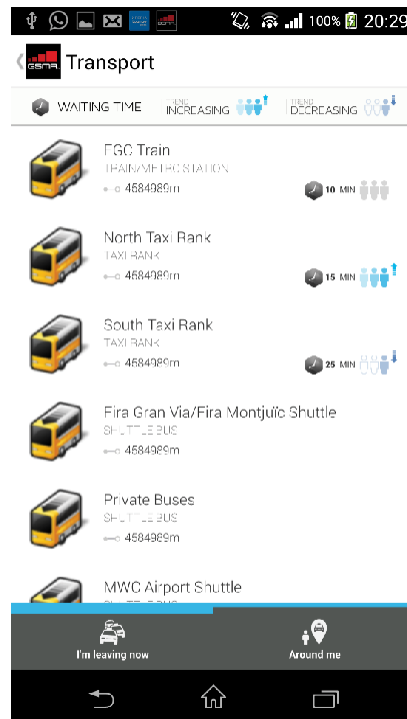 100% 20:29
GSMA Transport
WAITING TIME TREND INCREASING TREND DECREASING
FGC Train
TRAIN/METRO STATION
4584989m
10 MIN
North Taxi Rank
TAXI RANK
4584989m
15 MIN
South Taxi Rank
TAXI RANK
4584989m
25 MIN
Fira Gran Via/Fira Montjuïc Shuttle
SHUTTLE BUS
4584989m
Private Buses
SHUTTLE BUS
4584989m
MWC Airport Shuttle
I'm leaving now Around me